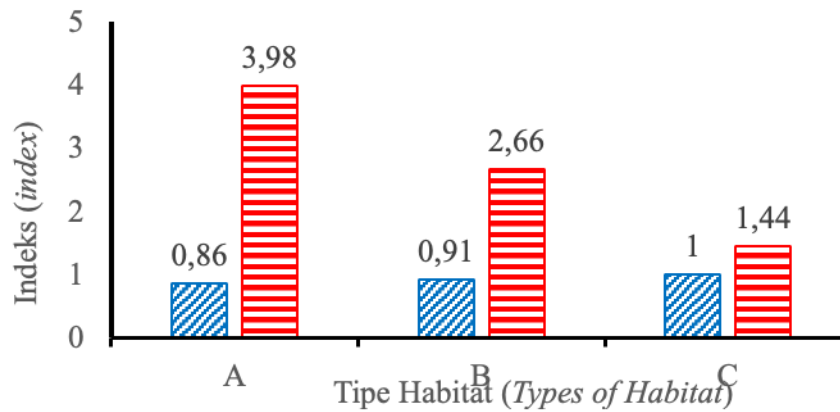 5
4
3
2
1
0
Indeks (index)
0,86
3,98
0,91
2,66
1
1,44
A
B
C
Tipe Habitat (Types of Habitat)